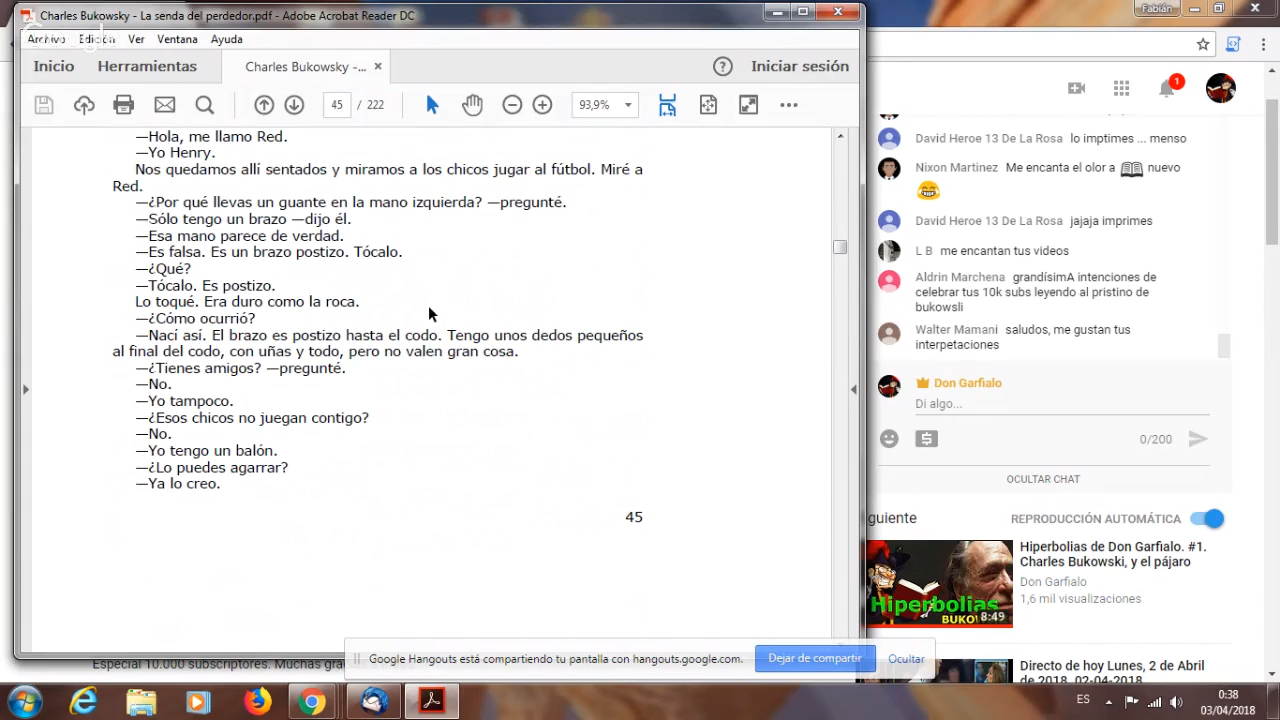 Charles Bukowsky - La senda del perdedor.pdf - Adobe Acrobat Reader DC
Fabián
Archivo Edición Ver Ventana Ayuda
Inicio Herramientas Charles Bukowsky -... × Iniciar sesión
45 / 222 93,9%
—Hola, me llamo Red.
—Yo Henry.
Nos quedamos allí sentados y miramos a los chicos jugar al fútbol. Miré a
Red.
—¿Por qué llevas un guante en la mano izquierda? —pregunté.
—Sólo tengo un brazo —dijo él.
—Esa mano parece de verdad.
—Es falsa. Es un brazo postizo. Tócalo.
—¿Qué?
—Tócalo. Es postizo.
Lo toqué. Era duro como la roca.
—¿Cómo ocurrió?
—Nací así. El brazo es postizo hasta el codo. Tengo unos dedos pequeños
al final del codo, con uñas y todo, pero no valen gran cosa.
—¿Tienes amigos? —pregunté.
—No.
—Yo tampoco.
—¿Esos chicos no juegan contigo?
—No.
—Yo tengo un balón.
—¿Lo puedes agarrar?
—Ya lo creo.
45
1
David Heroe 13 De La Rosa lo imptimes ... menso
Nixon Martinez Me encanta el olor a nuevo
David Heroe 13 De La Rosa jajaja imprimes
L B me encantan tus videos
Aldrin Marchena grandísimA intenciones de
celebrar tus 10k subs leyendo al pristino de
bukowsli
Walter Mamani saludos, me gustan tus
interpetaciones
Don Garfialo
Di algo...
0/200
OCULTAR CHAT
guiente REPRODUCCIÓN AUTOMÁTICA
Hiperbolias de Don Garfialo. #1.
Charles Bukowski, y el pájaro
Don Garfialo
1,6 mil visualizaciones
Hiperbolias
BUKO
8:49
Directo de hoy Lunes, 2 de Abril
de 2018. 02-04-2018
Especial 10.000 subscriptores. Muchas gra
Google Hangouts está compartiendo tu pantalla con hangouts.google.com. Dejar de compartir Ocultar
ES
0:38
03/04/2018